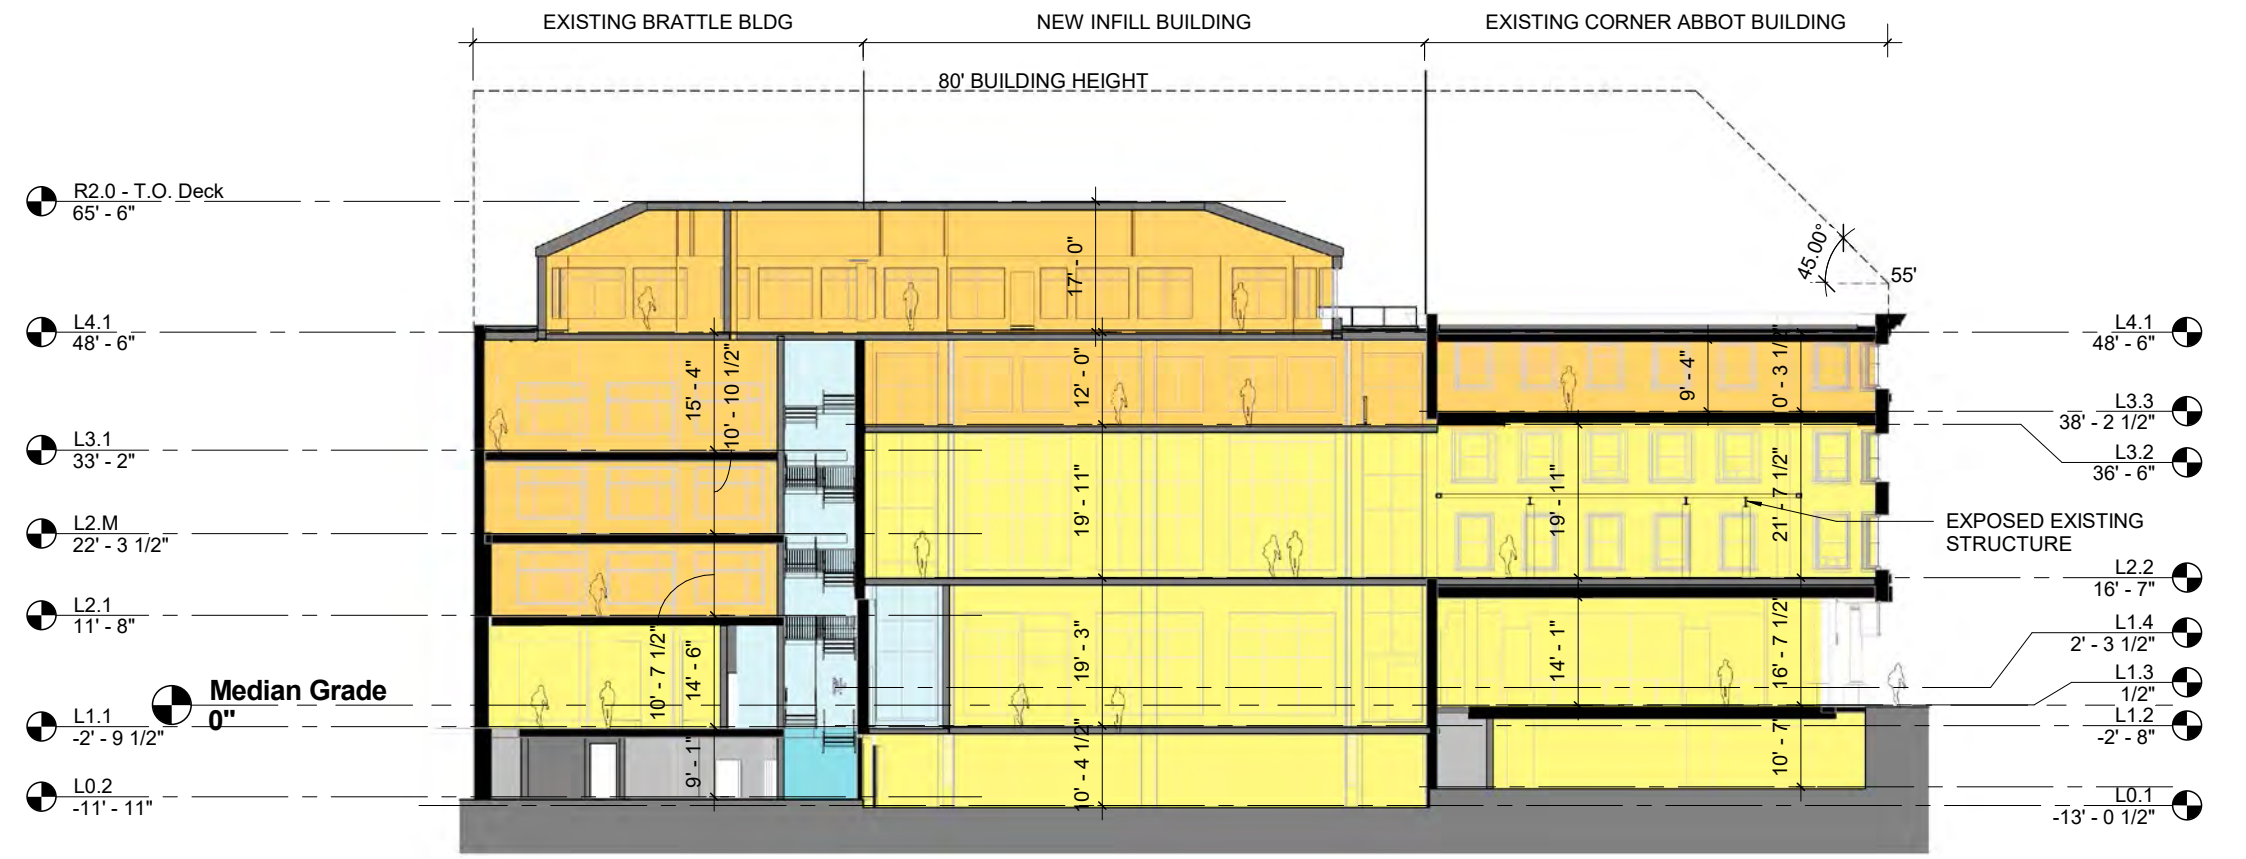 EXISTING BRATTLE BLDG
NEW INFILL BUILDING
EXISTING CORNER ABBOT BUILDING
80' BUILDING HEIGHT
R2.0 - T.O. Deck
65' - 6"
45.00°
55'
17' - 0"
L4.1
48' - 6"
L4.1
48' - 6"
15' - 4"
10' - 10 1/2"
12' - 0"
9' - 4"
0' - 3 1/2"
L3.3
38' - 2 1/2"
L3.1
33' - 2"
L3.2
36' - 6"
19' - 11"
19' - 11"
21' - 7 1/2"
EXPOSED EXISTING
STRUCTURE
L2.M
22' - 3 1/2"
L2.2
16' - 7"
L2.1
11' - 8"
L1.4
2' - 3 1/2"
10' - 7 1/2"
14' - 6"
19' - 3"
14' - 1"
16' - 7 1/2"
L1.3
1/2"
Median Grade
0"
L1.1
-2' - 9 1/2"
L1.2
-2' - 8"
9' - 1"
10' - 4 1/2"
10' - 7"
L0.2
-11' - 11"
L0.1
-13' - 0 1/2"